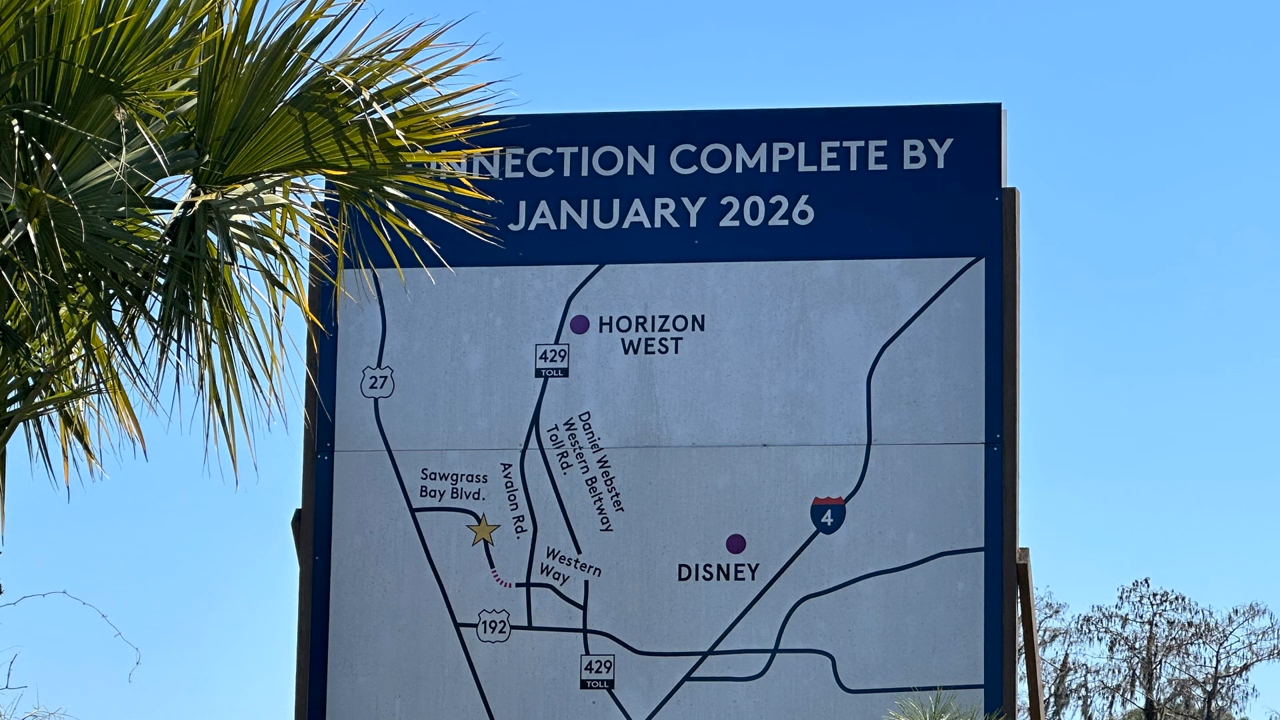 NNECTION COMPLETE BY
JANUARY 2026
HORIZON
WEST
429
TOLL
27
Daniel Webster
Western Beltway
Toll Rd.
Sawgrass
Bay Blvd.
Avalon Rd.
4
Western
Way
DISNEY
192
429
TOLL